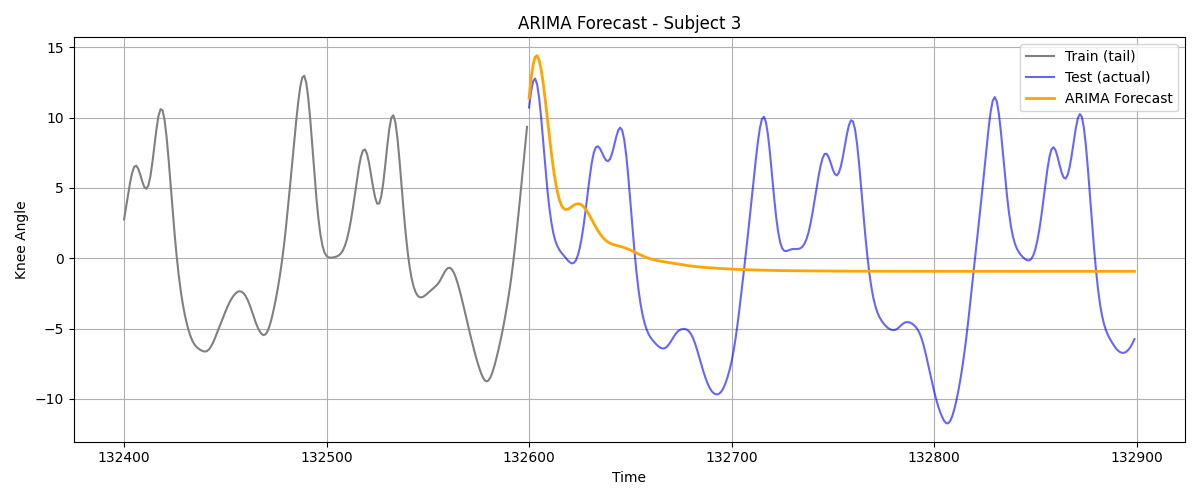 ARIMA Forecast - Subject 3
Knee Angle
15
10
5
0
−5
−10
Train (tail)
Test (actual)
ARIMA Forecast
132400 132500 132600 132700 132800 132900
Time